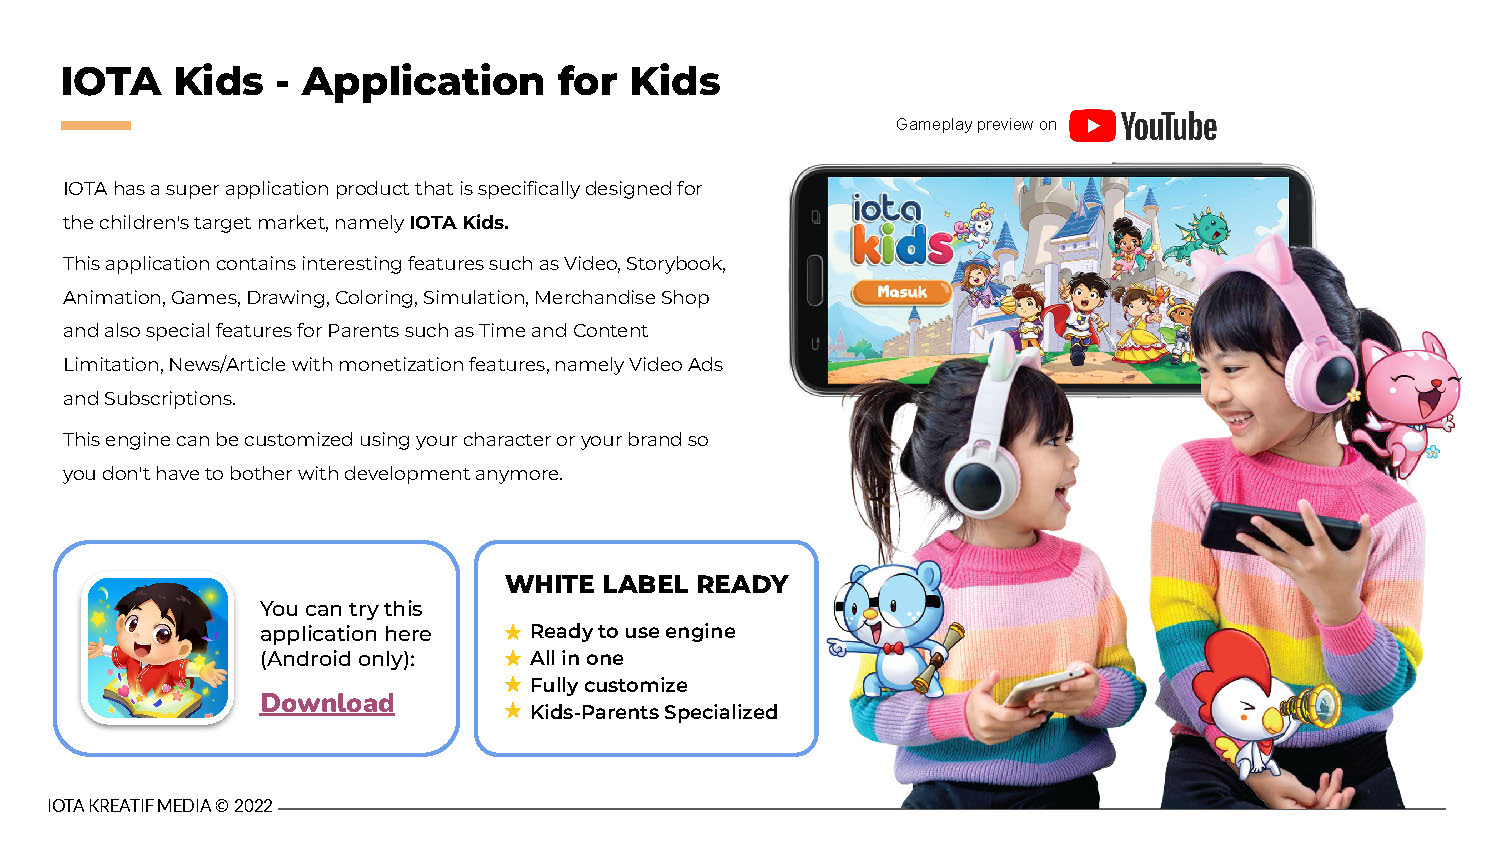 IOTA Kids - Application for Kids
Gameplay preview on YouTube
IOTA has a super application product that is specifically designed for
the children's target market, namely IOTA Kids.
This application contains interesting features such as Video, Storybook,
Animation, Games, Drawing, Coloring, Simulation, Merchandise Shop
and also special features for Parents such as Time and Content
Limitation, News/Article with monetization features, namely Video Ads
and Subscriptions.
This engine can be customized using your character or your brand so
you don't have to bother with development anymore.
iota
kids
Masuk
You can try this
application here
(Android only):
Download
WHITE LABEL READY
Ready to use engine
All in one
Fully customize
Kids-Parents Specialized
IOTA KREATIF MEDIA © 2022